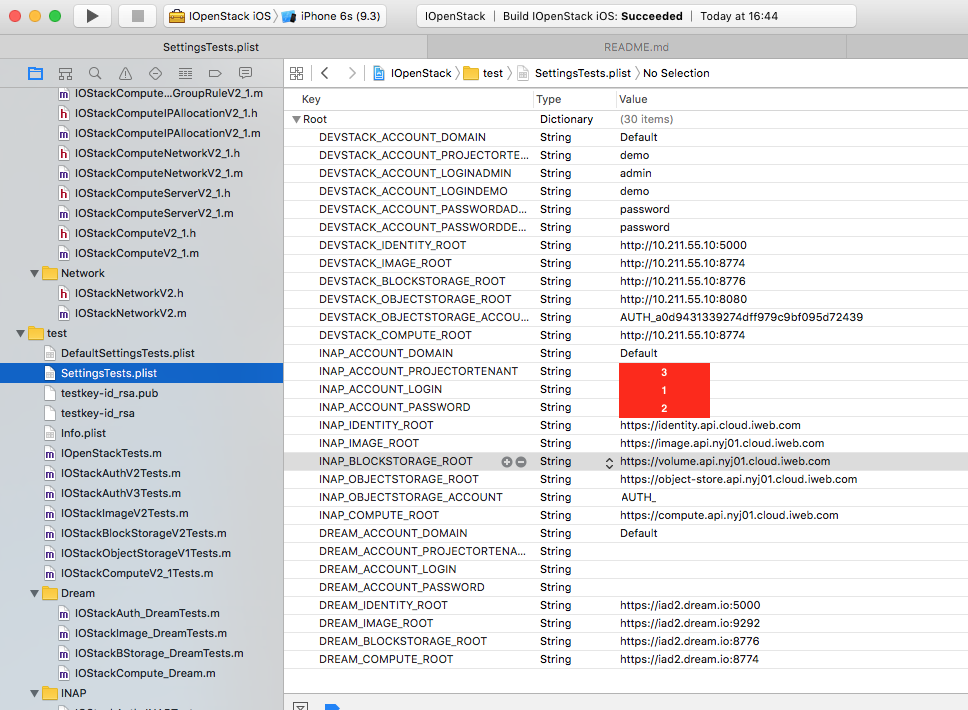 IOpenStack iOS iPhone 6s (9.3) IOpenStack Build IOpenStack iOS: Succeeded Today at 16:44
SettingsTests.plist README.md
IOpenStack test SettingsTests.plist No Selection
IOStackCompute...GroupRuleV2_1.m
IOStackComputeIPAllocationV2_1.h
IOStackComputeIPAllocationV2_1.m
IOStackComputeNetworkV2_1.h
IOStackComputeNetworkV2_1.m
IOStackComputeServerV2_1.h
IOStackComputeServerV2_1.m
IOStackComputeV2_1.h
IOStackComputeV2_1.m
Network
IOStackNetworkV2.h
IOStackNetworkV2.m
test
DefaultSettingsTests.plist
SettingsTests.plist
testkey-id_rsa.pub
testkey-id_rsa
Info.plist
IOpenStackTests.m
IOStackAuthV2Tests.m
IOStackAuthV3Tests.m
IOStackImageV2Tests.m
IOStackBlockStorageV2Tests.m
IOStackObjectStorageV1Tests.m
IOStackComputeV2_1Tests.m
Dream
IOStackAuth_DreamTests.m
IOStackImage_DreamTests.m
IOStackBStorage_DreamTests.m
IOStackCompute_Dream.m
INAP
Key Type Value
Root Dictionary (30 items)
DEVSTACK_ACCOUNT_DOMAIN String Default
DEVSTACK_ACCOUNT_PROJECTORTE... String demo
DEVSTACK_ACCOUNT_LOGINADMIN String admin
DEVSTACK_ACCOUNT_LOGINDEMO String demo
DEVSTACK_ACCOUNT_PASSWORDAD... String password
DEVSTACK_ACCOUNT_PASSWORDDE... String password
DEVSTACK_IDENTITY_ROOT String http://10.211.55.10:5000
DEVSTACK_IMAGE_ROOT String http://10.211.55.10:8774
DEVSTACK_BLOCKSTORAGE_ROOT String http://10.211.55.10:8776
DEVSTACK_OBJECTSTORAGE_ROOT String http://10.211.55.10:8080
DEVSTACK_OBJECTSTORAGE_ACCOU... String AUTH_a0d9431339274dff979c9bf095d72439
DEVSTACK_COMPUTE_ROOT String http://10.211.55.10:8774
INAP_ACCOUNT_DOMAIN String Default
INAP_ACCOUNT_PROJECTORTENANT String 3
INAP_ACCOUNT_LOGIN String 1
INAP_ACCOUNT_PASSWORD String 2
INAP_IDENTITY_ROOT String https://identity.api.cloud.iweb.com
INAP_IMAGE_ROOT String https://image.api.nyj01.cloud.iweb.com
INAP_BLOCKSTORAGE_ROOT String https://volume.api.nyj01.cloud.iweb.com
INAP_OBJECTSTORAGE_ROOT String https://object-store.api.nyj01.cloud.iweb.com
INAP_OBJECTSTORAGE_ACCOUNT String AUTH_
INAP_COMPUTE_ROOT String https://compute.api.nyj01.cloud.iweb.com
DREAM_ACCOUNT_DOMAIN String Default
DREAM_ACCOUNT_PROJECTORTENA... String
DREAM_ACCOUNT_LOGIN String
DREAM_ACCOUNT_PASSWORD String
DREAM_IDENTITY_ROOT String https://iad2.dream.io:5000
DREAM_IMAGE_ROOT String https://iad2.dream.io:9292
DREAM_BLOCKSTORAGE_ROOT String https://iad2.dream.io:8776
DREAM_COMPUTE_ROOT String https://iad2.dream.io:8774